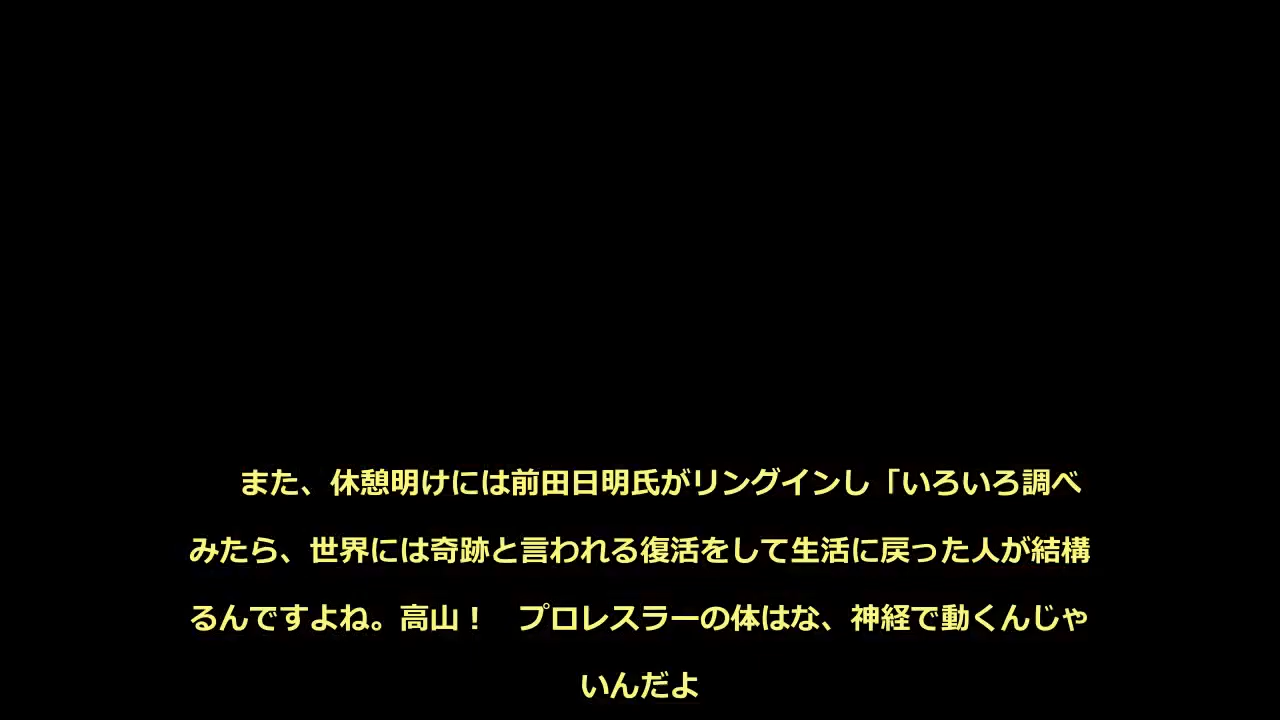 また、休憩明けには前田日明氏がリングインし「いろいろ調べ
みたら、世界には奇跡と言われる復活をして生活に戻った人が結構
るんですよね。高山！　プロレスラーの体はな、神経で動くんじゃ
いんだよ